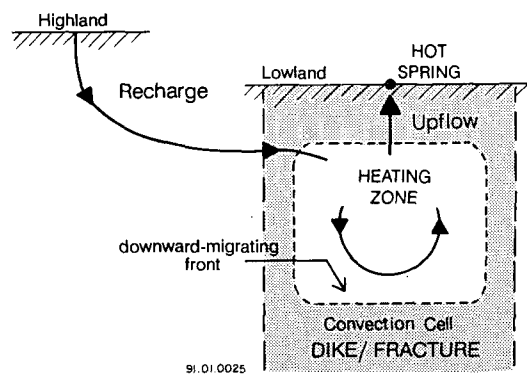 Highland
Recharge
Lowland
HOT
SPRING
Upflow
HEATING
ZONE
downward-migrating
front
Convection Cell
DIKE/ FRACTURE
91.01.0025